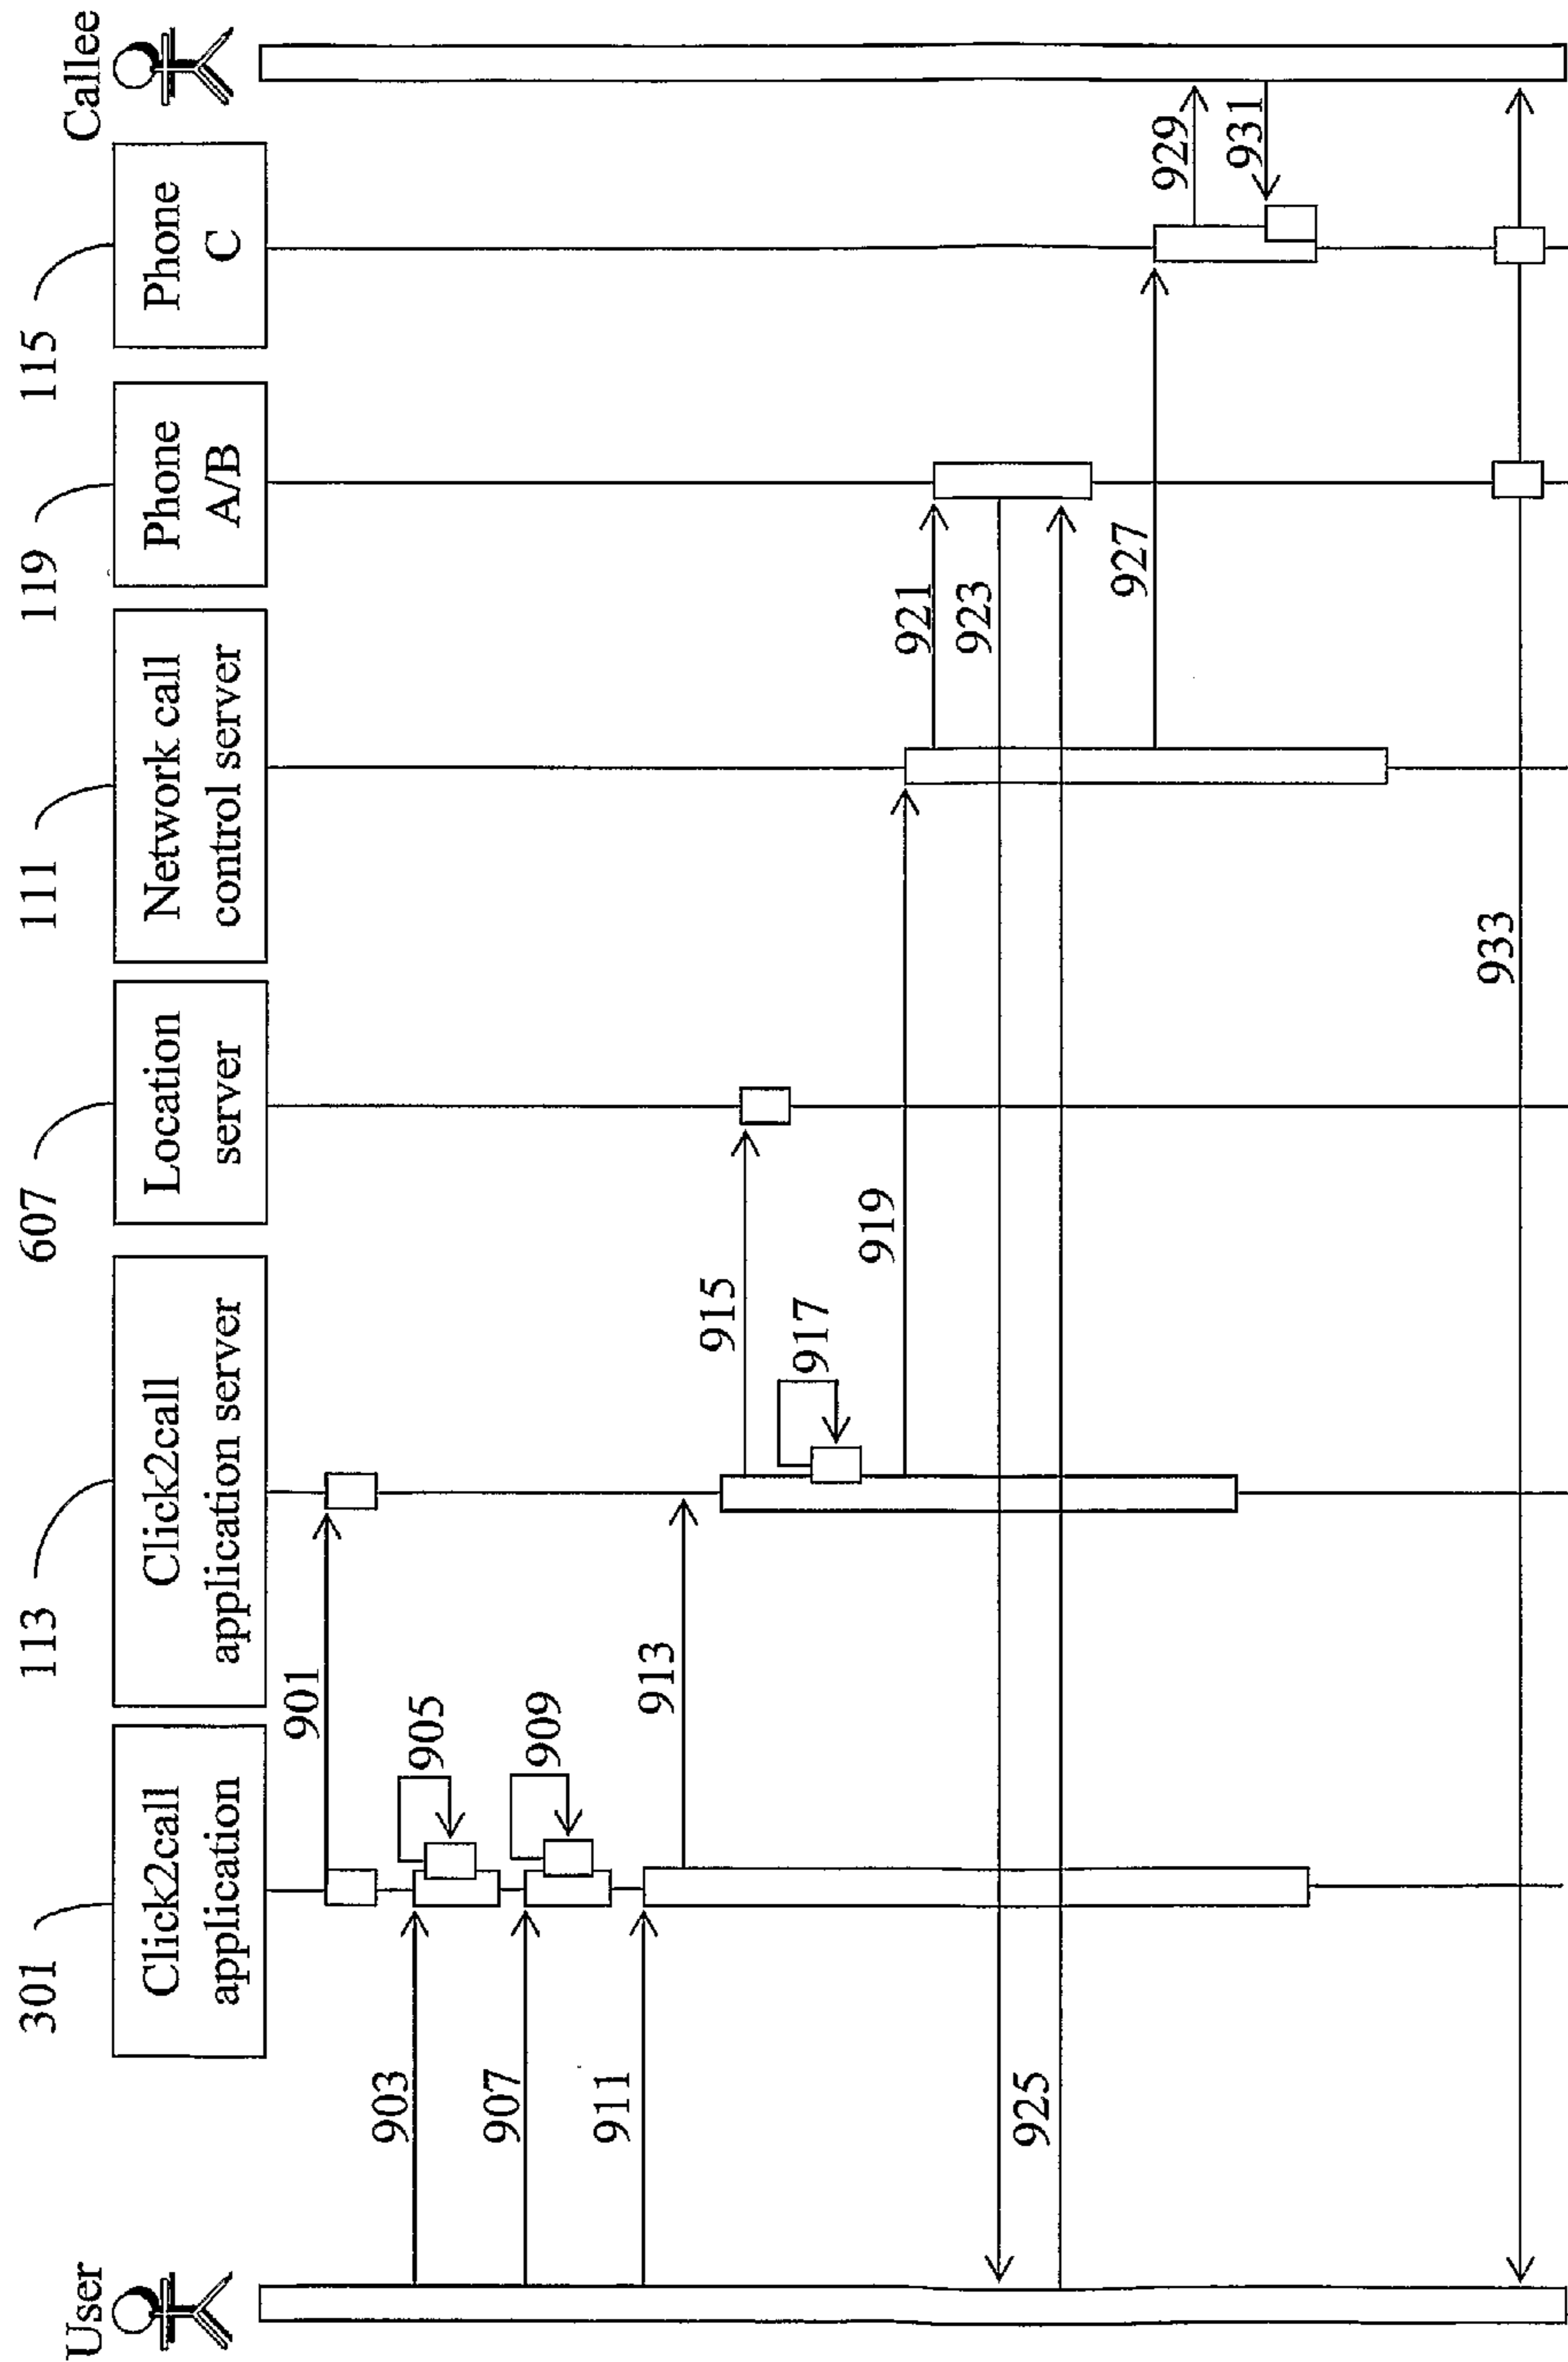 User
301
Click2call
application
113
Click2call
application server
607
Location
server
111
Network call
control server
119
Phone
A/B
115
Phone
C
Callee
901
903
905
907
909
911
913
915
917
919
921
923
925
927
929
931
933